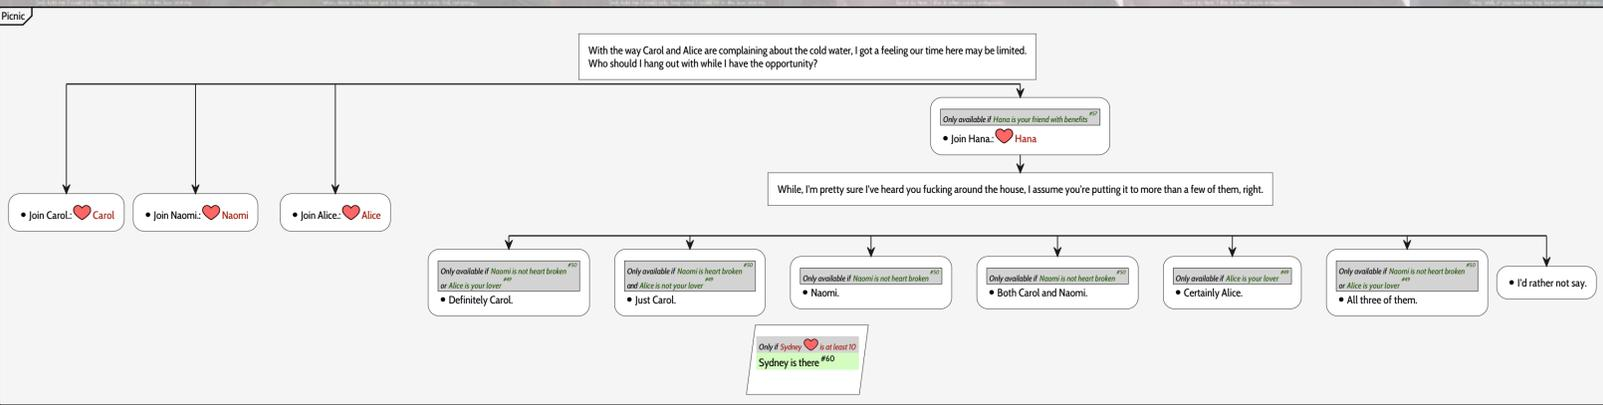 Picnic
With the way Carol and Alice are complaining about the cold water, I got a feeling our time here may be limited.
Who should I hang out with while I have the opportunity?
Only available if Hana is your friend with benefits #57
• Join Hana.: Hana
While, I'm pretty sure I've heard you fucking around the house, I assume you're putting it to more than a few of them, right.
• Join Carol.: Carol
• Join Naomi.: Naomi
• Join Alice.: Alice
Only available if Naomi is not heart broken #50
or Alice is your lover #49
• Definitely Carol.
Only available if Naomi is heart broken #50
and Alice is not your lover #49
• Just Carol.
Only available if Naomi is not heart broken #50
• Naomi.
Only available if Naomi is not heart broken #50
• Both Carol and Naomi.
Only available if Alice is your lover #49
• Certainly Alice.
Only available if Naomi is not heart broken #50
or Alice is your lover #49
• All three of them.
• I'd rather not say.
Only if Sydney is at least 10
Sydney is there #60